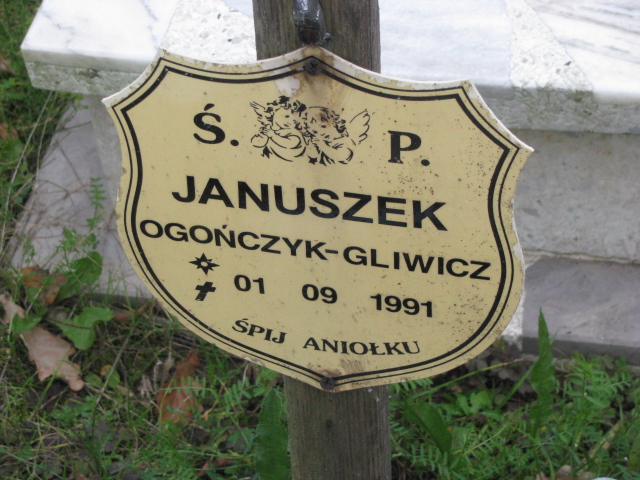 Ś. P.
JANUSZEK
OGOŃCZYK-GLIWICZ
01 09 1991
ŚPIJ ANIOŁKU